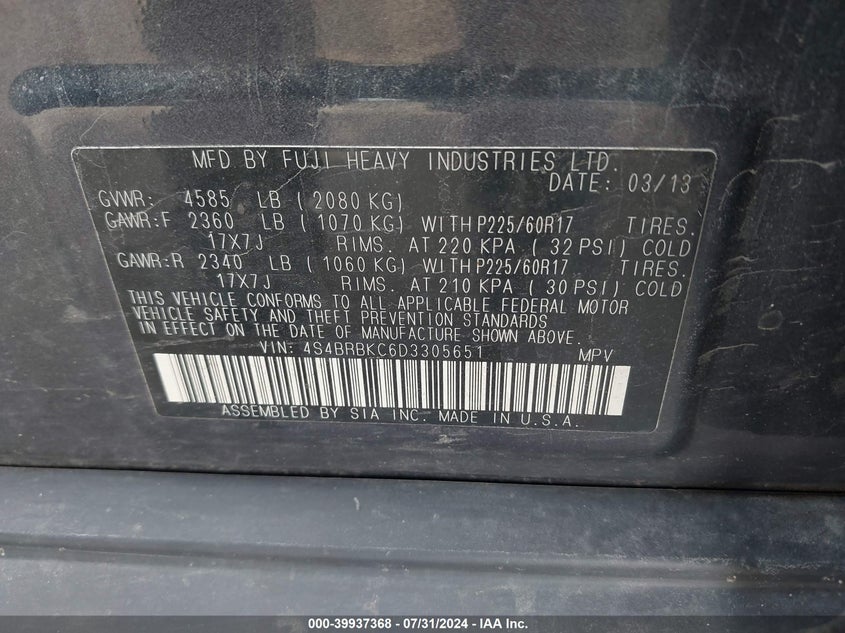 MFD BY FUJI HEAVY INDUSTRIES LTD.
DATE: 03/13
GVWR: 4585 LB ( 2080 KG)
GAWR:F 2360 LB ( 1070 KG) WITH P225/60R17 TIRES.
17X7J RIMS. AT 220 KPA ( 32 PSI) COLD
GAWR:R 2340 LB ( 1060 KG) WITH P225/60R17 TIRES.
17X7J RIMS. AT 210 KPA ( 30 PSI) COLD
THIS VEHICLE CONFORMS TO ALL APPLICABLE FEDERAL MOTOR
VEHICLE SAFETY AND THEFT PREVENTION STANDARDS
IN EFFECT ON THE DATE OF MANUFACTURE SHOWN ABOVE.
VIN: 4S4BRBKC6D3305651 MPV
ASSEMBLED BY SIA INC. MADE IN U.S.A.
000-39937368 - 07/31/2024 - IAA Inc.